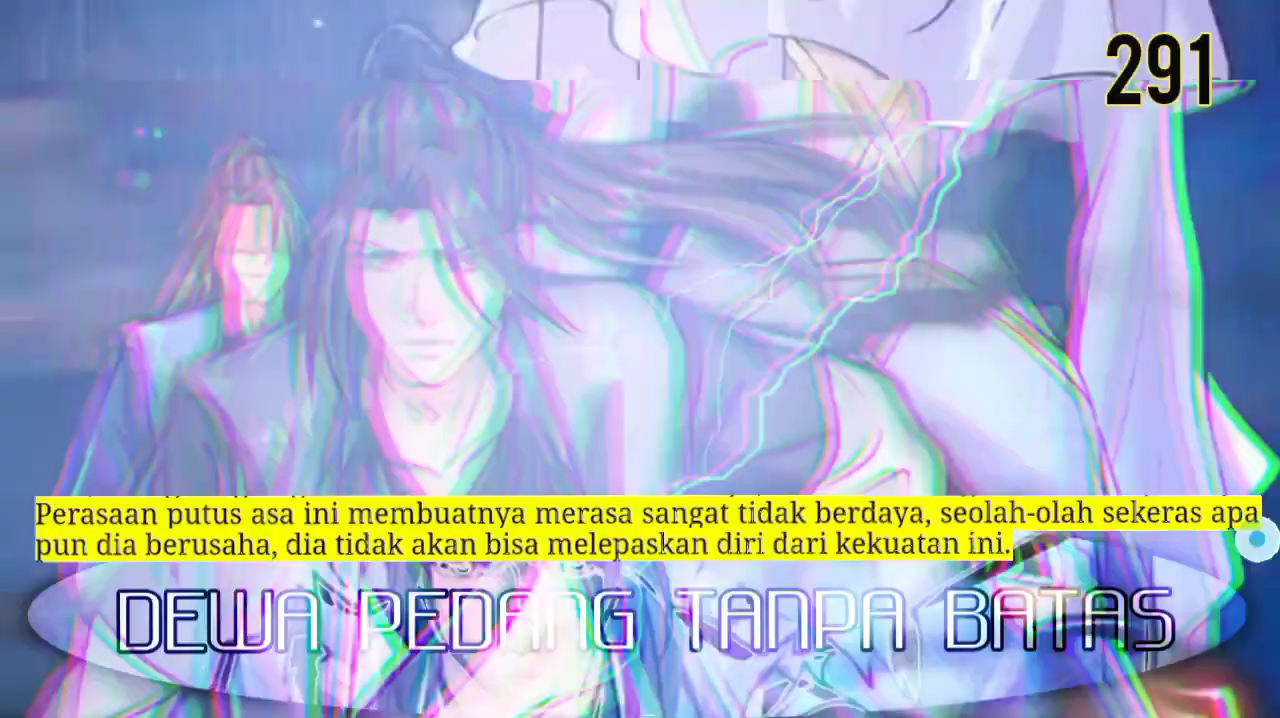 291
Perasaan putus asa ini membuatnya merasa sangat tidak berdaya, seolah-olah sekeras apa
pun dia berusaha, dia tidak akan bisa melepaskan diri dari kekuatan ini.
DEWA PEDANG TANPA BATAS